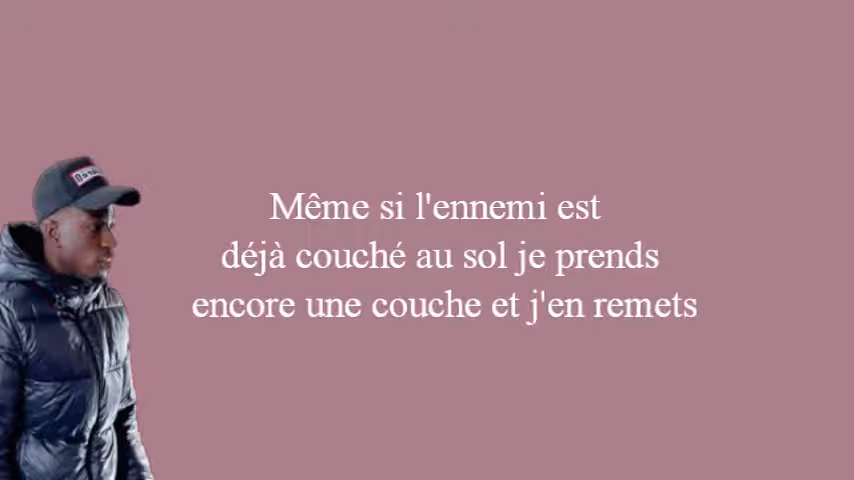 Même si l'ennemi est
déjà couché au sol je prends
encore une couche et j'en remets